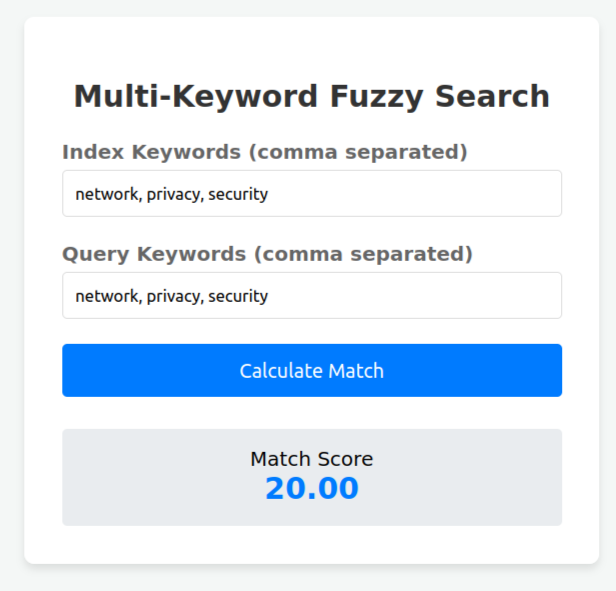 Multi-Keyword Fuzzy Search
Index Keywords (comma separated)
network, privacy, security
Query Keywords (comma separated)
network, privacy, security
Calculate Match
Match Score
20.00